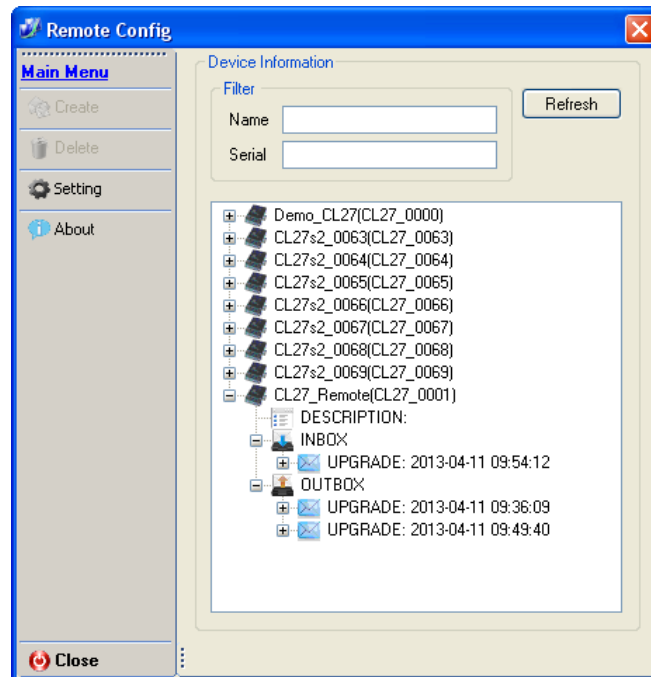 Remote Config
Main Menu
Create
Delete
Setting
About
Close
Device Information
Filter
Name
Serial
Refresh
Demo_CL27(CL27_0000)
CL27s2_0063(CL27_0063)
CL27s2_0064(CL27_0064)
CL27s2_0065(CL27_0065)
CL27s2_0066(CL27_0066)
CL27s2_0067(CL27_0067)
CL27s2_0068(CL27_0068)
CL27s2_0069(CL27_0069)
CL27_Remote(CL27_0001)
DESCRIPTION:
INBOX
UPGRADE: 2013-04-11 09:54:12
OUTBOX
UPGRADE: 2013-04-11 09:36:09
UPGRADE: 2013-04-11 09:49:40